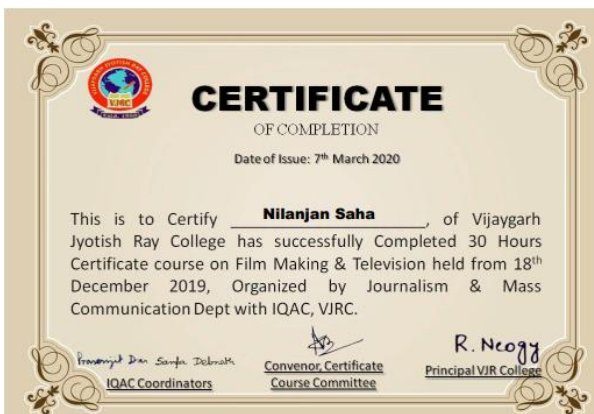 VJRC
CERTIFICATE
OF COMPLETION
Date of Issue: 7th March 2020
Nilanjan Saha
This is to Certify ____________________, of Vijaygarh
Jyotish Ray College has successfully Completed 30 Hours
Certificate course on Film Making & Television held from 18th
December 2019, Organized by Journalism & Mass
Communication Dept with IQAC, VJRC.
R. Neogy
IQAC Coordinators
Convenor, Certificate
Course Committee
Principal VJR College